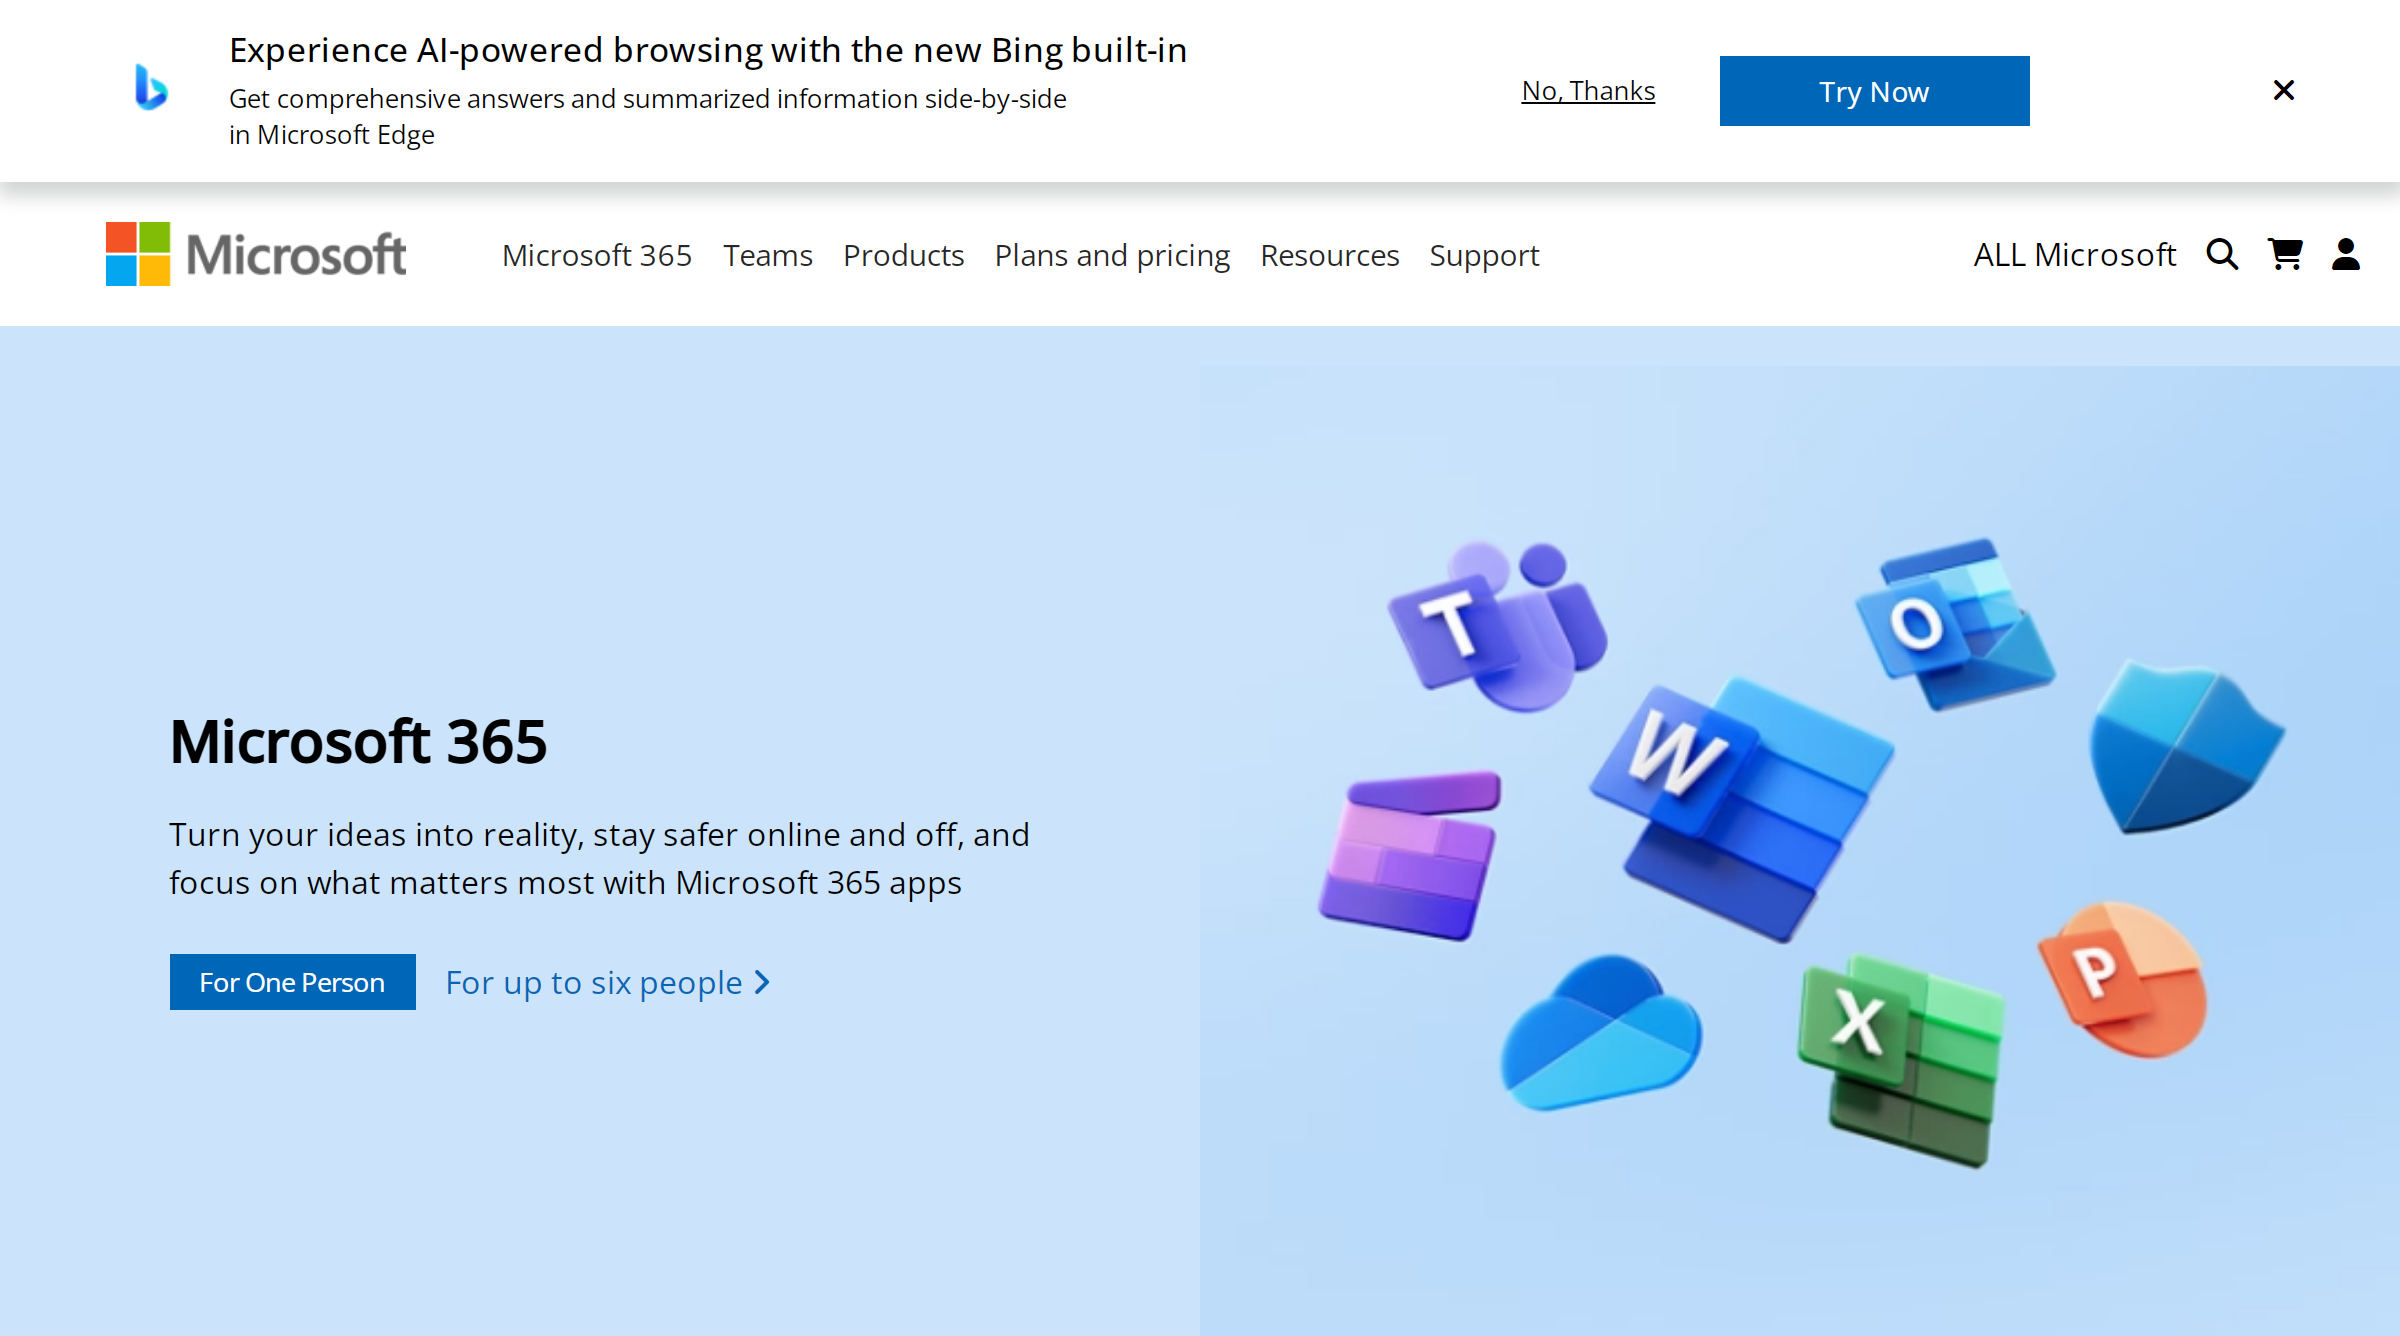 Experience AI-powered browsing with the new Bing built-in
Get comprehensive answers and summarized information side-by-side
in Microsoft Edge
No, Thanks
Try Now
Microsoft
Microsoft 365
Teams
Products
Plans and pricing
Resources
Support
ALL Microsoft
Microsoft 365
Turn your ideas into reality, stay safer online and off, and
focus on what matters most with Microsoft 365 apps
For One Person
For up to six people
T
O
W
P
X